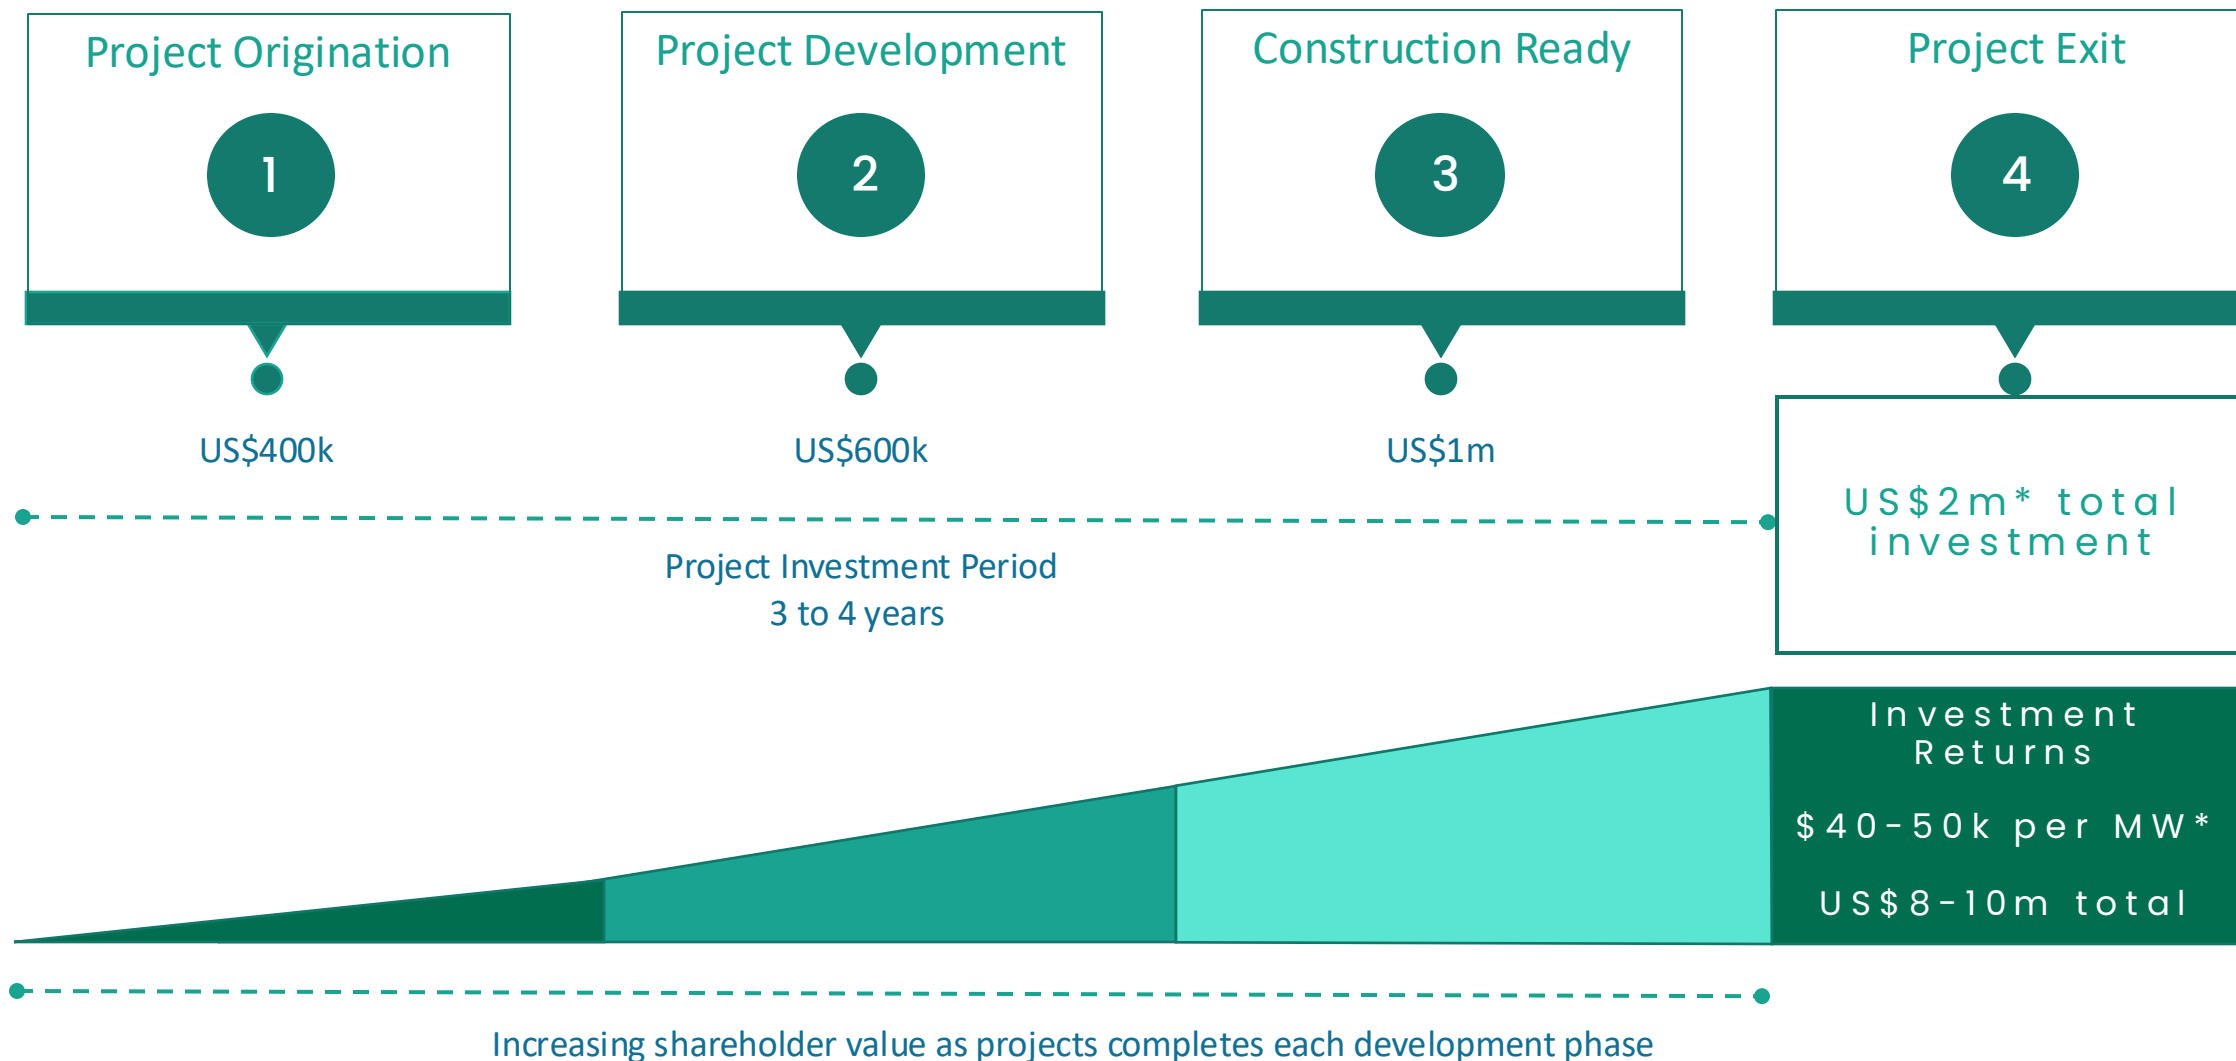 Project Origination
1
Project Development
2
Construction Ready
3
Project Exit
4
US$400k
US$600k
US$1m
US$2m* total
investment
Project Investment Period
3 to 4 years
Investment
Returns
$40-50k per MW*
US$8-10m total
Increasing shareholder value as projects completes each development phase